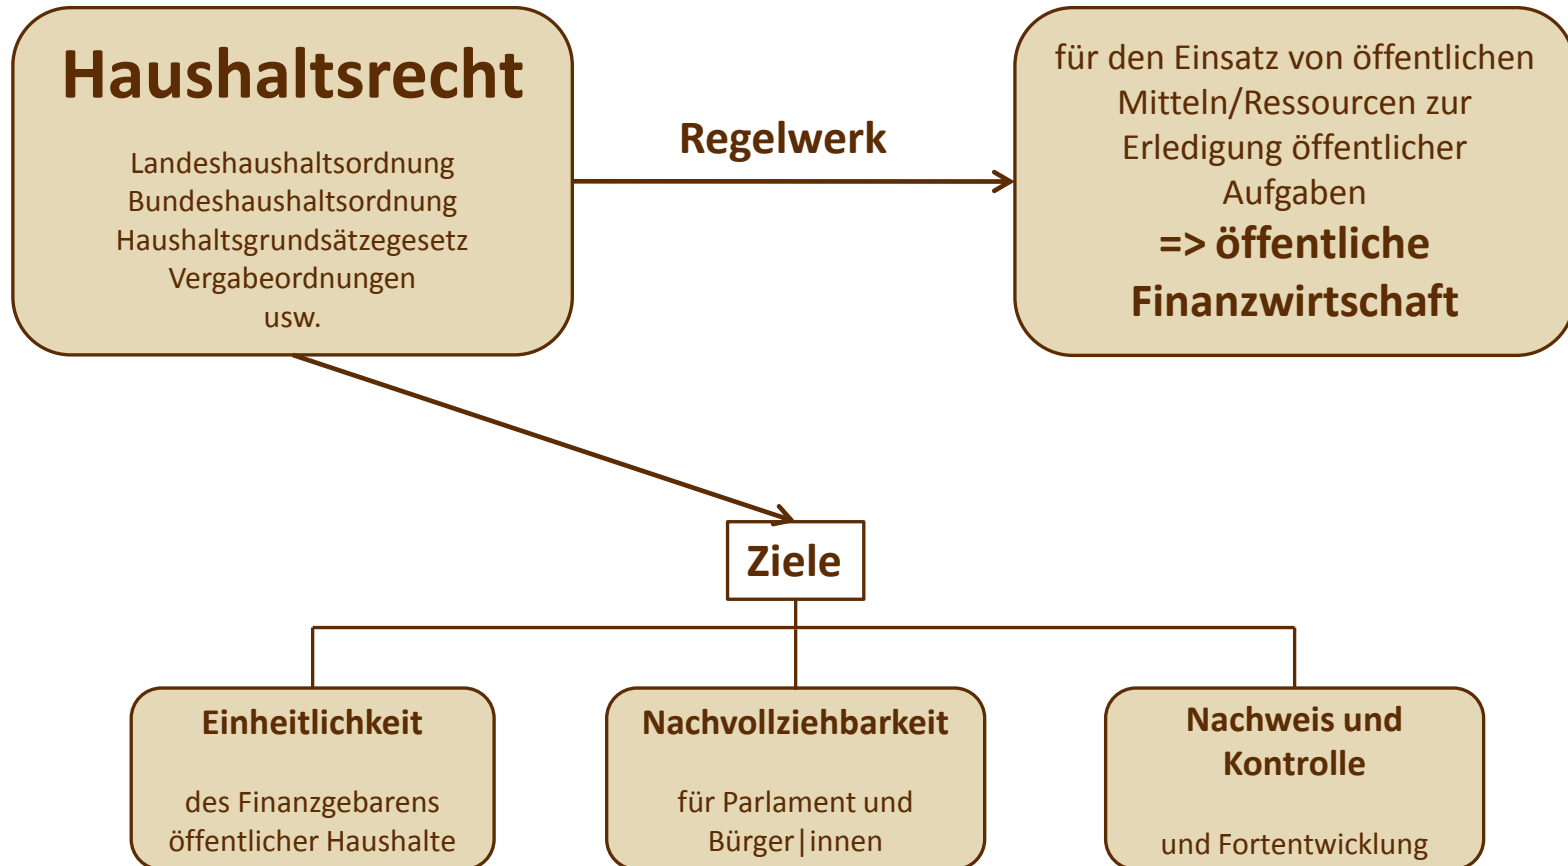 Haushaltsrecht
Landeshaushaltsordnung
Bundeshaushaltsordnung
Haushaltsgrundsätzegesetz
Vergabeordnungen
usw.
Regelwerk
für den Einsatz von öffentlichen
Mitteln/Ressourcen zur
Erledigung öffentlicher
Aufgaben
=> öffentliche
Finanzwirtschaft
Ziele
Einheitlichkeit
des Finanzgebarens
öffentlicher Haushalte
Nachvollziehbarkeit
für Parlament und
Bürger|innen
Nachweis und
Kontrolle
und Fortentwicklung